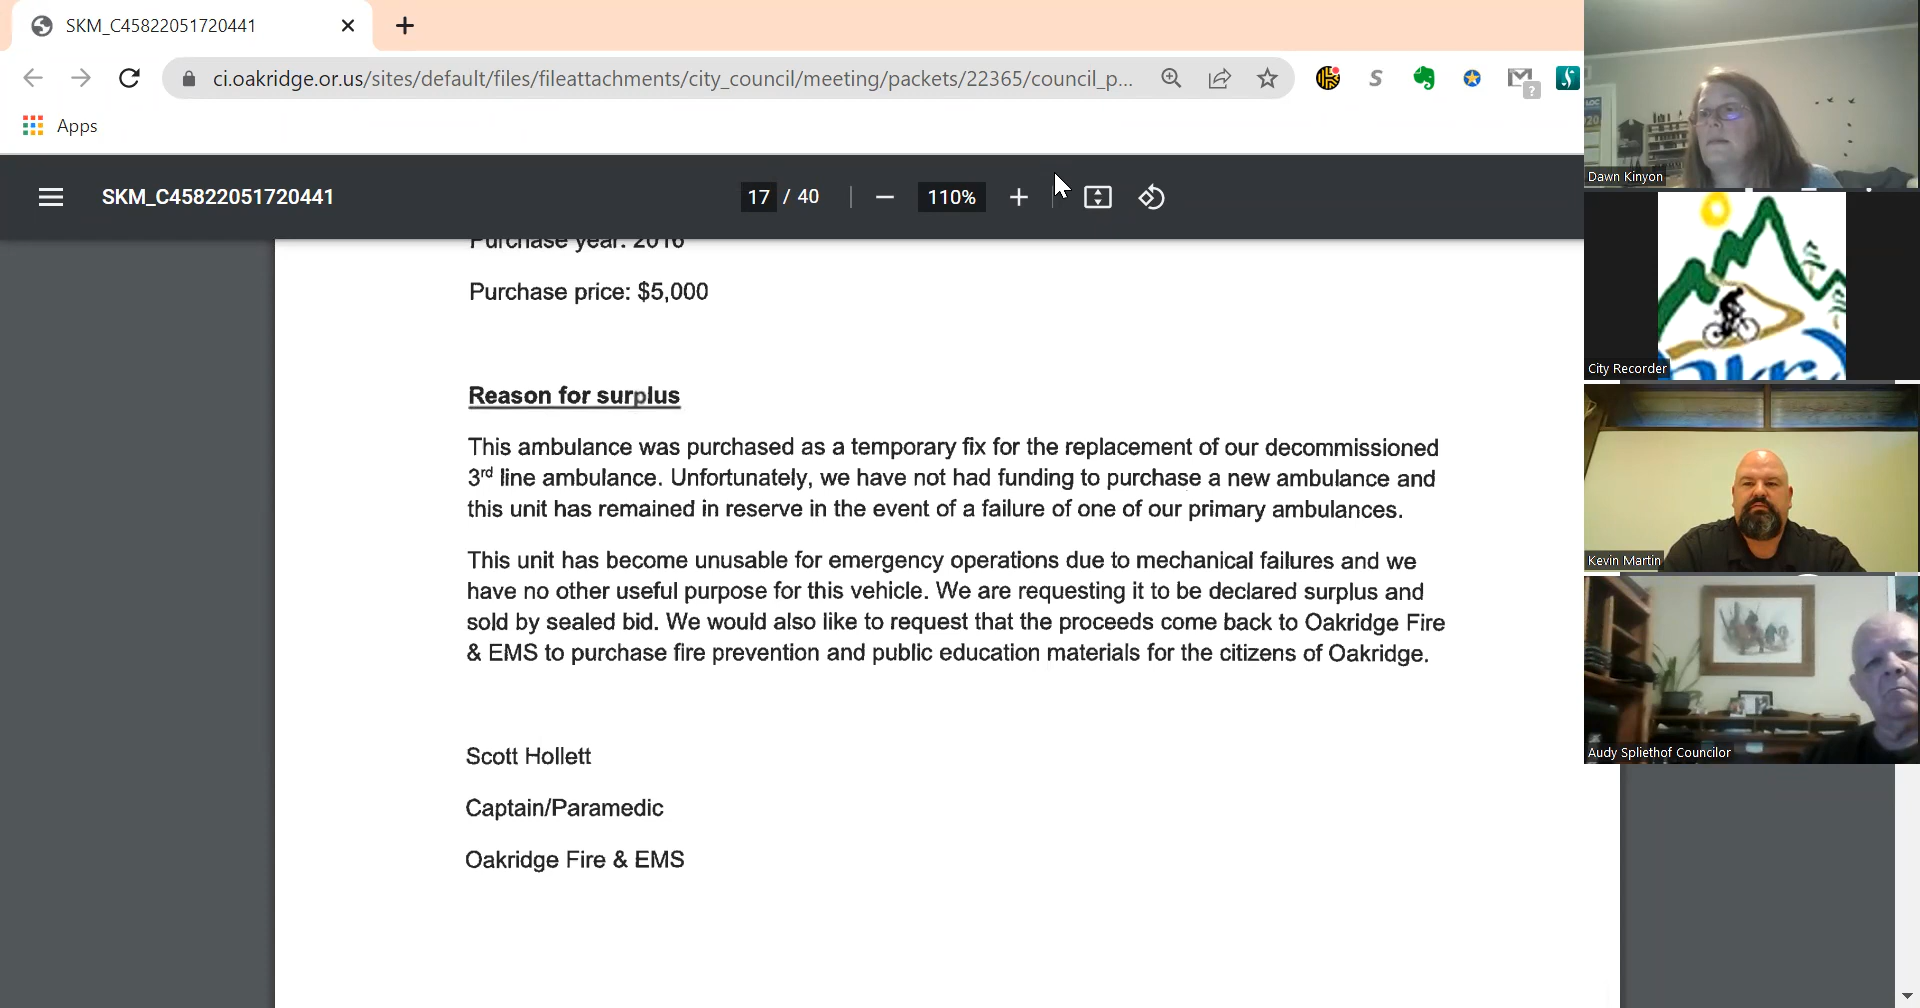 SKM_C45822051720441
ci.oakridge.or.us/sites/default/files/fileattachments/city_council/meeting/packets/22365/council_p...
Apps
SKM_C45822051720441
17 / 40
110%
Purchase year: 2016
Purchase price: $5,000
Reason for surplus
This ambulance was purchased as a temporary fix for the replacement of our decommissioned
3rd line ambulance. Unfortunately, we have not had funding to purchase a new ambulance and
this unit has remained in reserve in the event of a failure of one of our primary ambulances.
This unit has become unusable for emergency operations due to mechanical failures and we
have no other useful purpose for this vehicle. We are requesting it to be declared surplus and
sold by sealed bid. We would also like to request that the proceeds come back to Oakridge Fire
& EMS to purchase fire prevention and public education materials for the citizens of Oakridge.
Scott Hollett
Captain/Paramedic
Oakridge Fire & EMS
Dawn Kinyon
City Recorder
Kevin Martin
Audy Spliethof Councilor